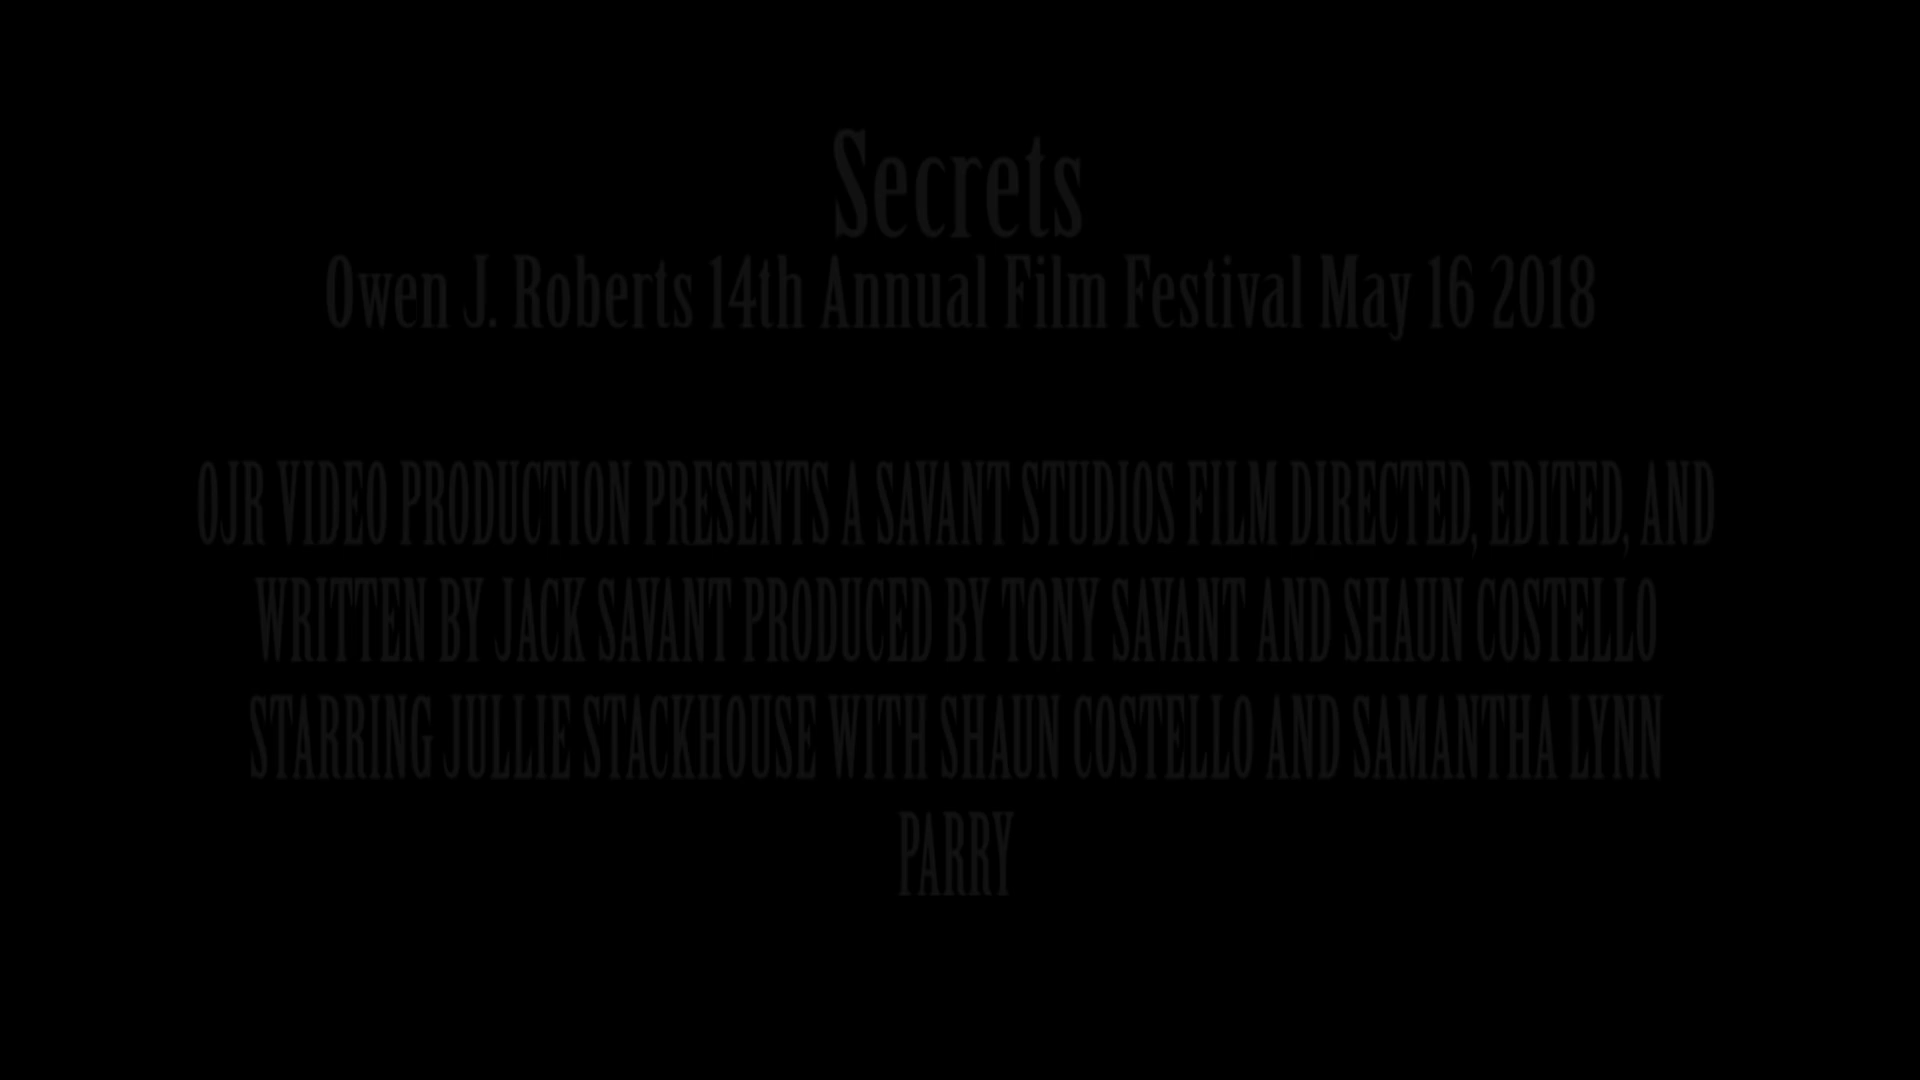 Secrets
Owen J. Roberts 14th Annual Film Festival May 16 2018
OJR VIDEO PRODUCTION PRESENTS A SAVANT STUDIOS FILM DIRECTED, EDITED, AND
WRITTEN BY JACK SAVANT PRODUCED BY TONY SAVANT AND SHAUN COSTELLO
STARRING JULLIE STACKHOUSE WITH SHAUN COSTELLO AND SAMANTHA LYNN
PARRY